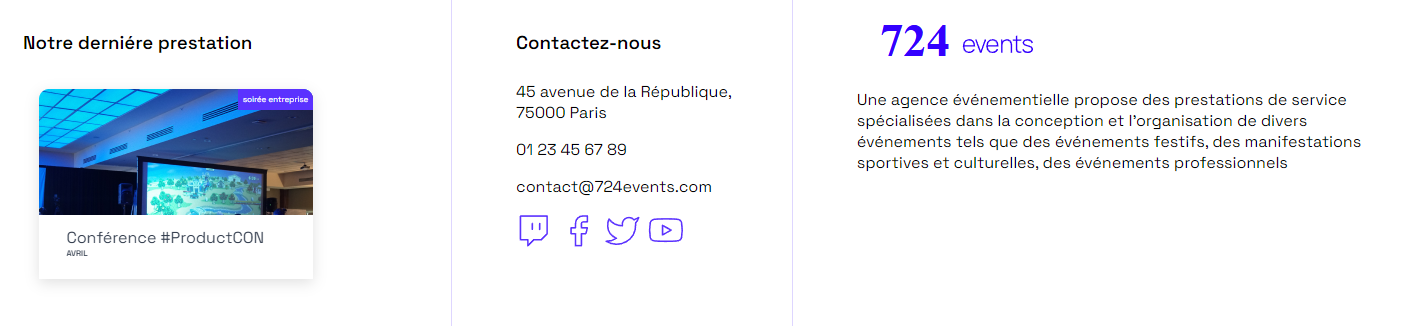 Notre derniére prestation
soirée entreprise
Conférence #ProductCON
AVRIL
Contactez-nous
45 avenue de la République,
75000 Paris
01 23 45 67 89
contact@724events.com
724 events
Une agence événementielle propose des prestations de service
spécialisées dans la conception et l'organisation de divers
événements tels que des événements festifs, des manifestations
sportives et culturelles, des événements professionnels